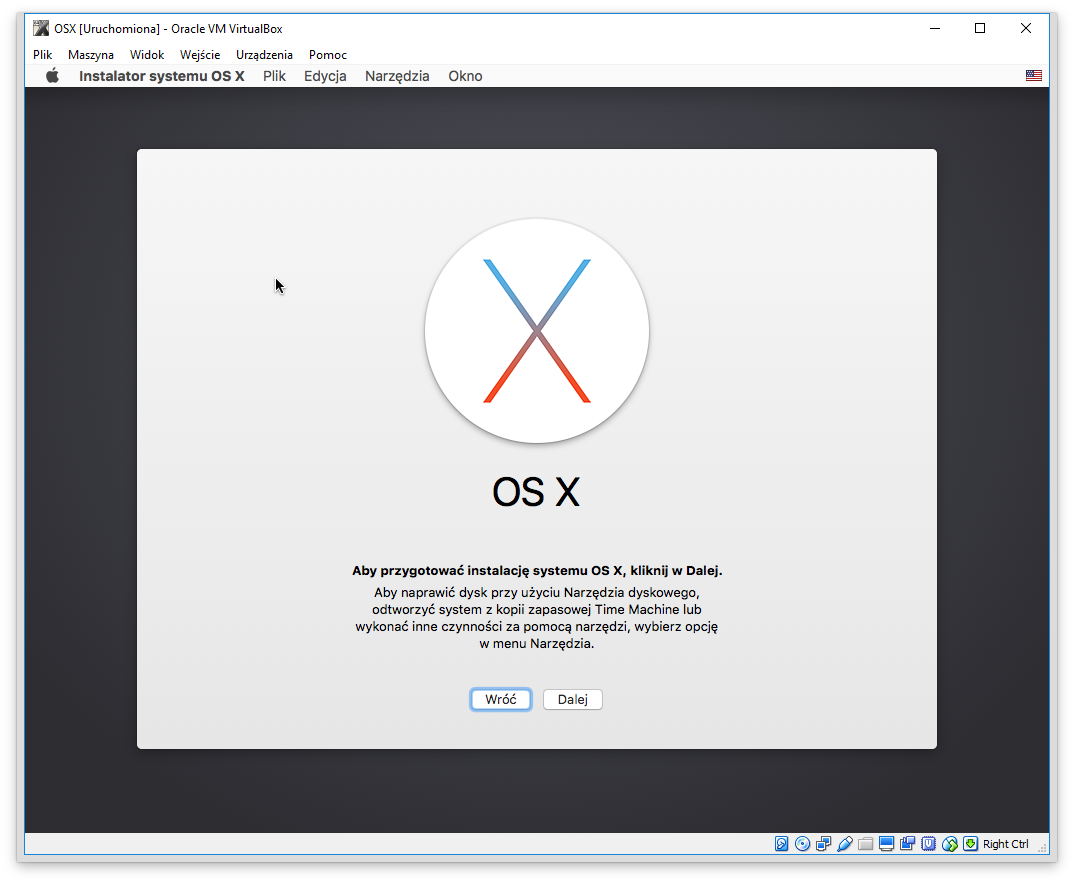 OSX [Uruchomiona] - Oracle VM VirtualBox
Plik Maszyna Widok Wejście Urządzenia Pomoc
Instalator systemu OS X Plik Edycja Narzędzia Okno
OS X
Aby przygotować instalację systemu OS X, kliknij w Dalej.
Aby naprawić dysk przy użyciu Narzędzia dyskowego,
odtworzyć system z kopii zapasowej Time Machine lub
wykonać inne czynności za pomocą narzędzi, wybierz opcję
w menu Narzędzia.
Wróć Dalej
Right Ctrl